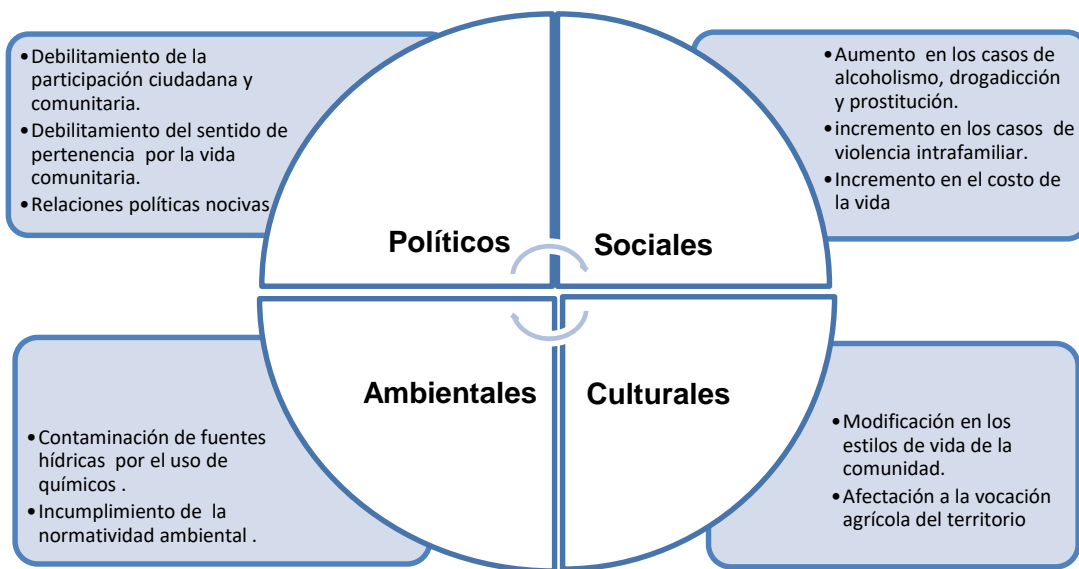 •Debilitamiento de la
participación ciudadana y
comunitaria.
•Debilitamiento del sentido de
pertenencia por la vida
comunitaria.
•Relaciones políticas nocivas
•Aumento en los casos de
alcoholismo, drogadicción
y prostitución.
•incremento en los casos de
violencia intrafamiliar.
•Incremento en el costo de
la vida
Políticos
Sociales
Ambientales
Culturales
•Contaminación de fuentes
hídricas por el uso de
químicos .
•Incumplimiento de la
normatividad ambiental .
•Modificación en los
estilos de vida de la
comunidad.
•Afectación a la vocación
agrícola del territorio